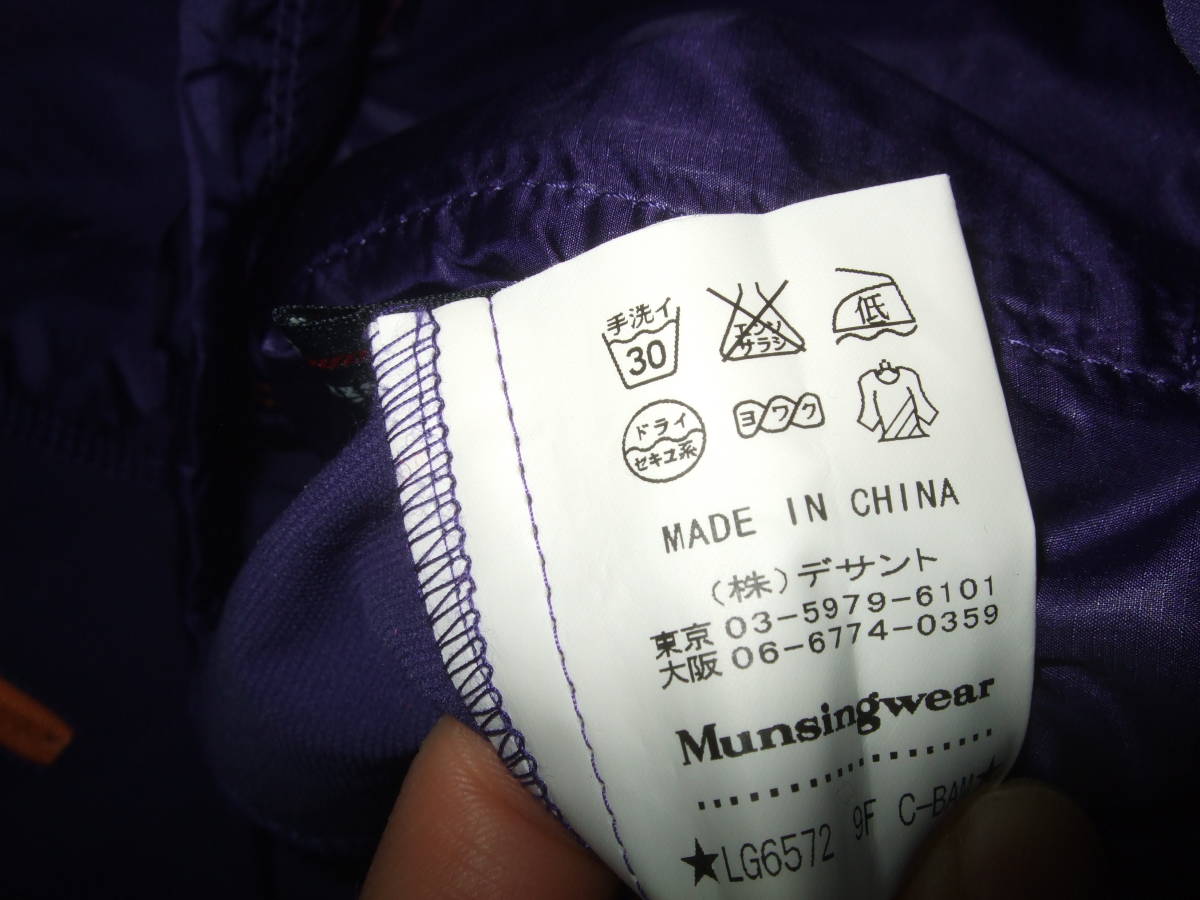 手洗イ
30
エンソ
サラシ
低
ドライ
セキユ系
ヨワク
MADE IN CHINA
(株)デサント
東京 03-5979-6101
大阪 06-6774-0359
Munsingwear
★LG6572 9F C-BAM★